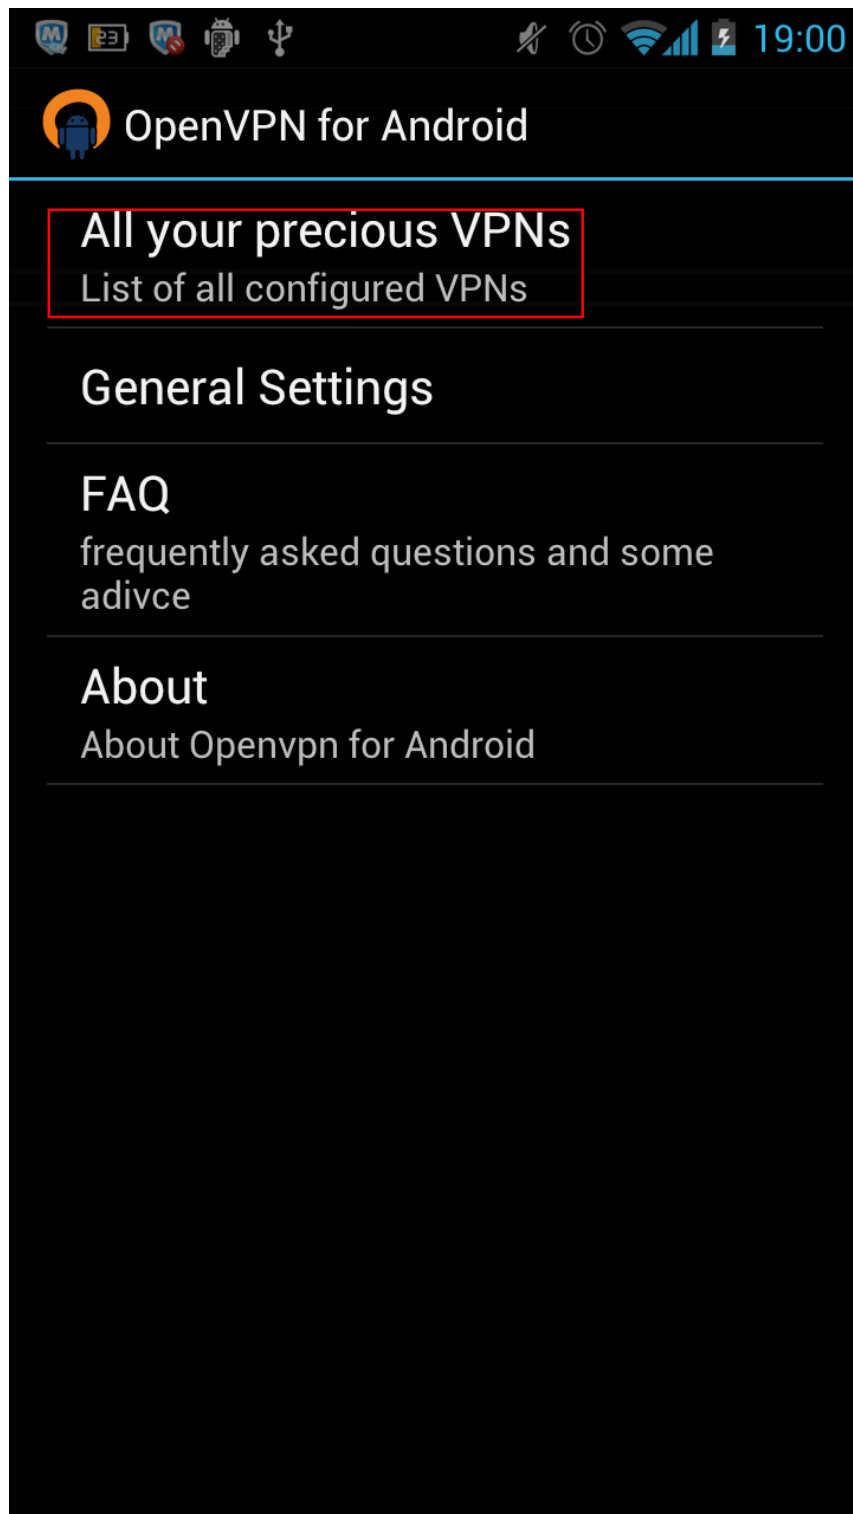 23
19:00
OpenVPN for Android
All your precious VPNs
List of all configured VPNs
General Settings
FAQ
frequently asked questions and some
adivce
About
About Openvpn for Android